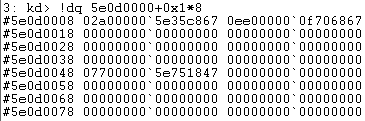 3: kd> !dq 5e0d0000+0x1*8
#5e0d0008 02a00000`5e35c867 0ee00000`0f706867
#5e0d0018 00000000`00000000 00000000`00000000
#5e0d0028 00000000`00000000 00000000`00000000
#5e0d0038 00000000`00000000 00000000`00000000
#5e0d0048 07700000`5e751847 00000000`00000000
#5e0d0058 00000000`00000000 00000000`00000000
#5e0d0068 00000000`00000000 00000000`00000000
#5e0d0078 00000000`00000000 00000000`00000000